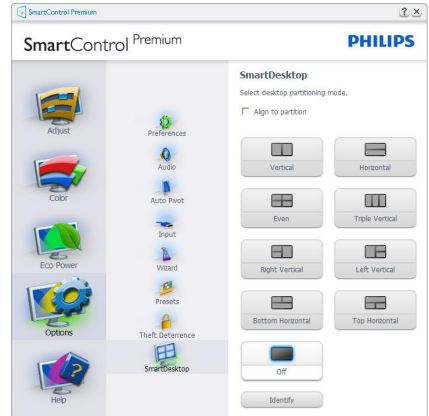 SmartControl Premium
SmartControl Premium
PHILIPS
Adjust
Color
Eco Power
Options
Help
Preferences
Audio
Auto Pivot
Input
Wizard
Presets
Theft Deterrence
SmartDesktop
SmartDesktop
Select desktop partitioning mode.
Align to partition
Vertical
Horizontal
Even
Triple Vertical
Right Vertical
Left Vertical
Bottom Horizontal
Top Horizontal
Off
Identify